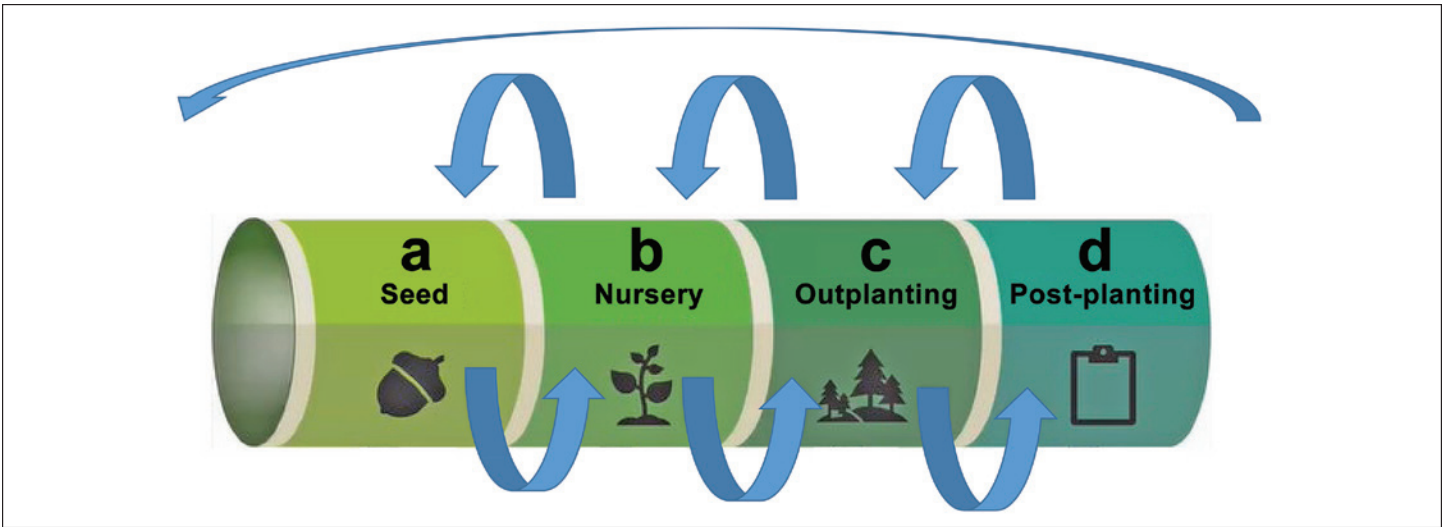 a
Seed
b
Nursery
c
Outplanting
d
Post-planting